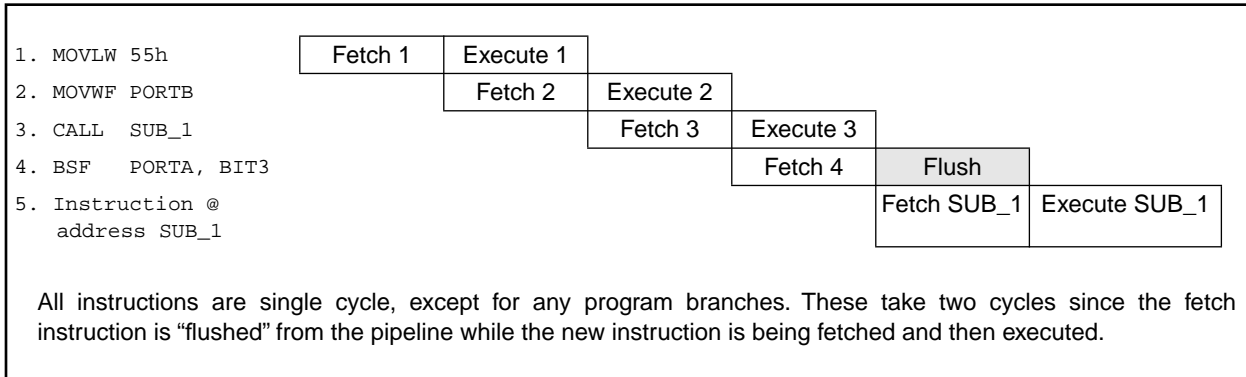 1. MOVLW 55h Fetch 1 Execute 1
2. MOVWF PORTB Fetch 2 Execute 2
3. CALL SUB_1 Fetch 3 Execute 3
4. BSF PORTA, BIT3 Fetch 4 Flush
5. Instruction @ Fetch SUB_1 Execute SUB_1
address SUB_1
All instructions are single cycle, except for any program branches. These take two cycles since the fetch
instruction is “flushed” from the pipeline while the new instruction is being fetched and then executed.